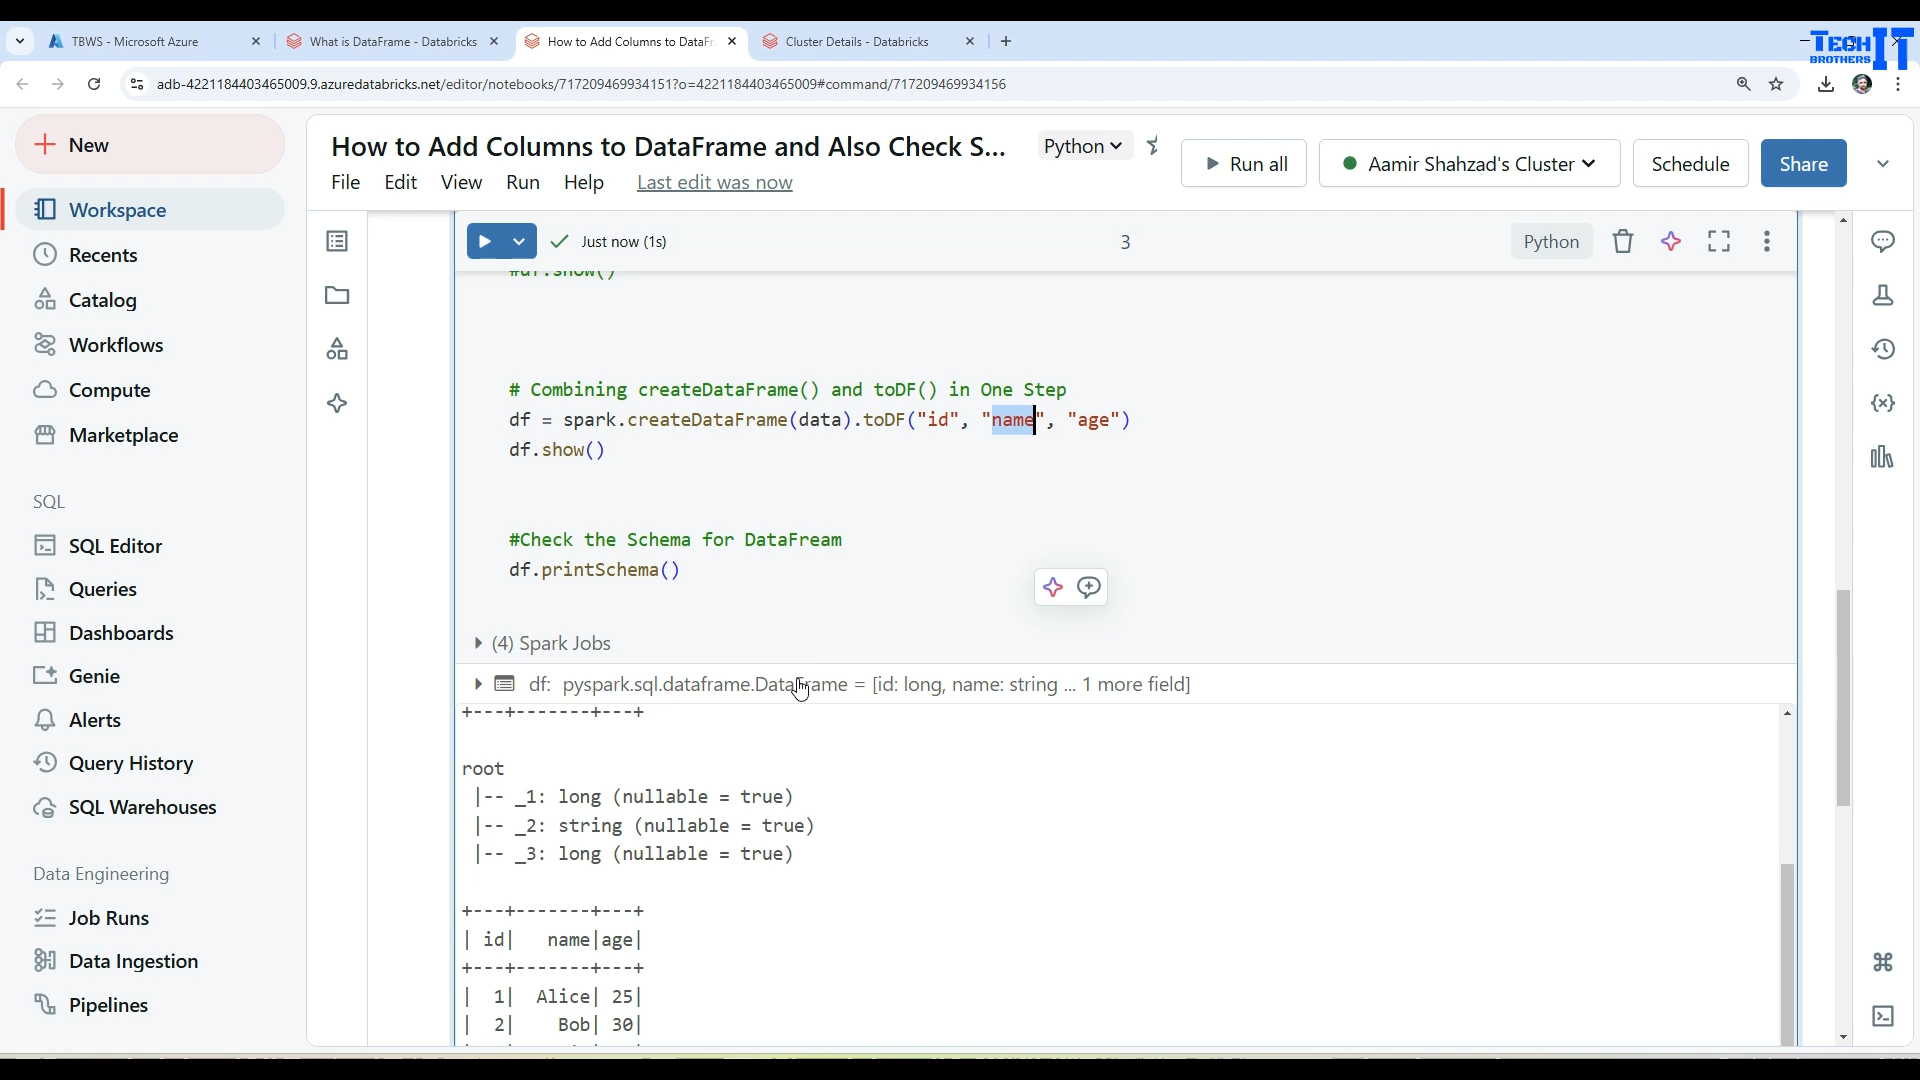 TBWS - Microsoft Azure
What is DataFrame - Databricks
How to Add Columns to DataFr
Cluster Details - Databricks
TECH IT
BROTHERS
adb-4221184403465009.9.azuredatabricks.net/editor/notebooks/717209469934151?o=4221184403465009#command/717209469934156
New
Workspace
Recents
Catalog
Workflows
Compute
Marketplace
SQL
SQL Editor
Queries
Dashboards
Genie
Alerts
Query History
SQL Warehouses
Data Engineering
Job Runs
Data Ingestion
Pipelines
How to Add Columns to DataFrame and Also Check S...
Python
Run all
Aamir Shahzad's Cluster
Schedule
Share
File Edit View Run Help Last edit was now
Just now (1s)
3
Python
#df.show()
# Combining createDataFrame() and toDF() in One Step
df = spark.createDataFrame(data).toDF("id", "name", "age")
df.show()
#Check the Schema for DataFream
df.printSchema()
(4) Spark Jobs
df: pyspark.sql.dataframe.DataFrame = [id: long, name: string ... 1 more field]
+---+-------+---+
root
|-- _1: long (nullable = true)
|-- _2: string (nullable = true)
|-- _3: long (nullable = true)
+---+-------+---+
| id|   name|age|
+---+-------+---+
|  1|  Alice| 25|
|  2|    Bob| 30|